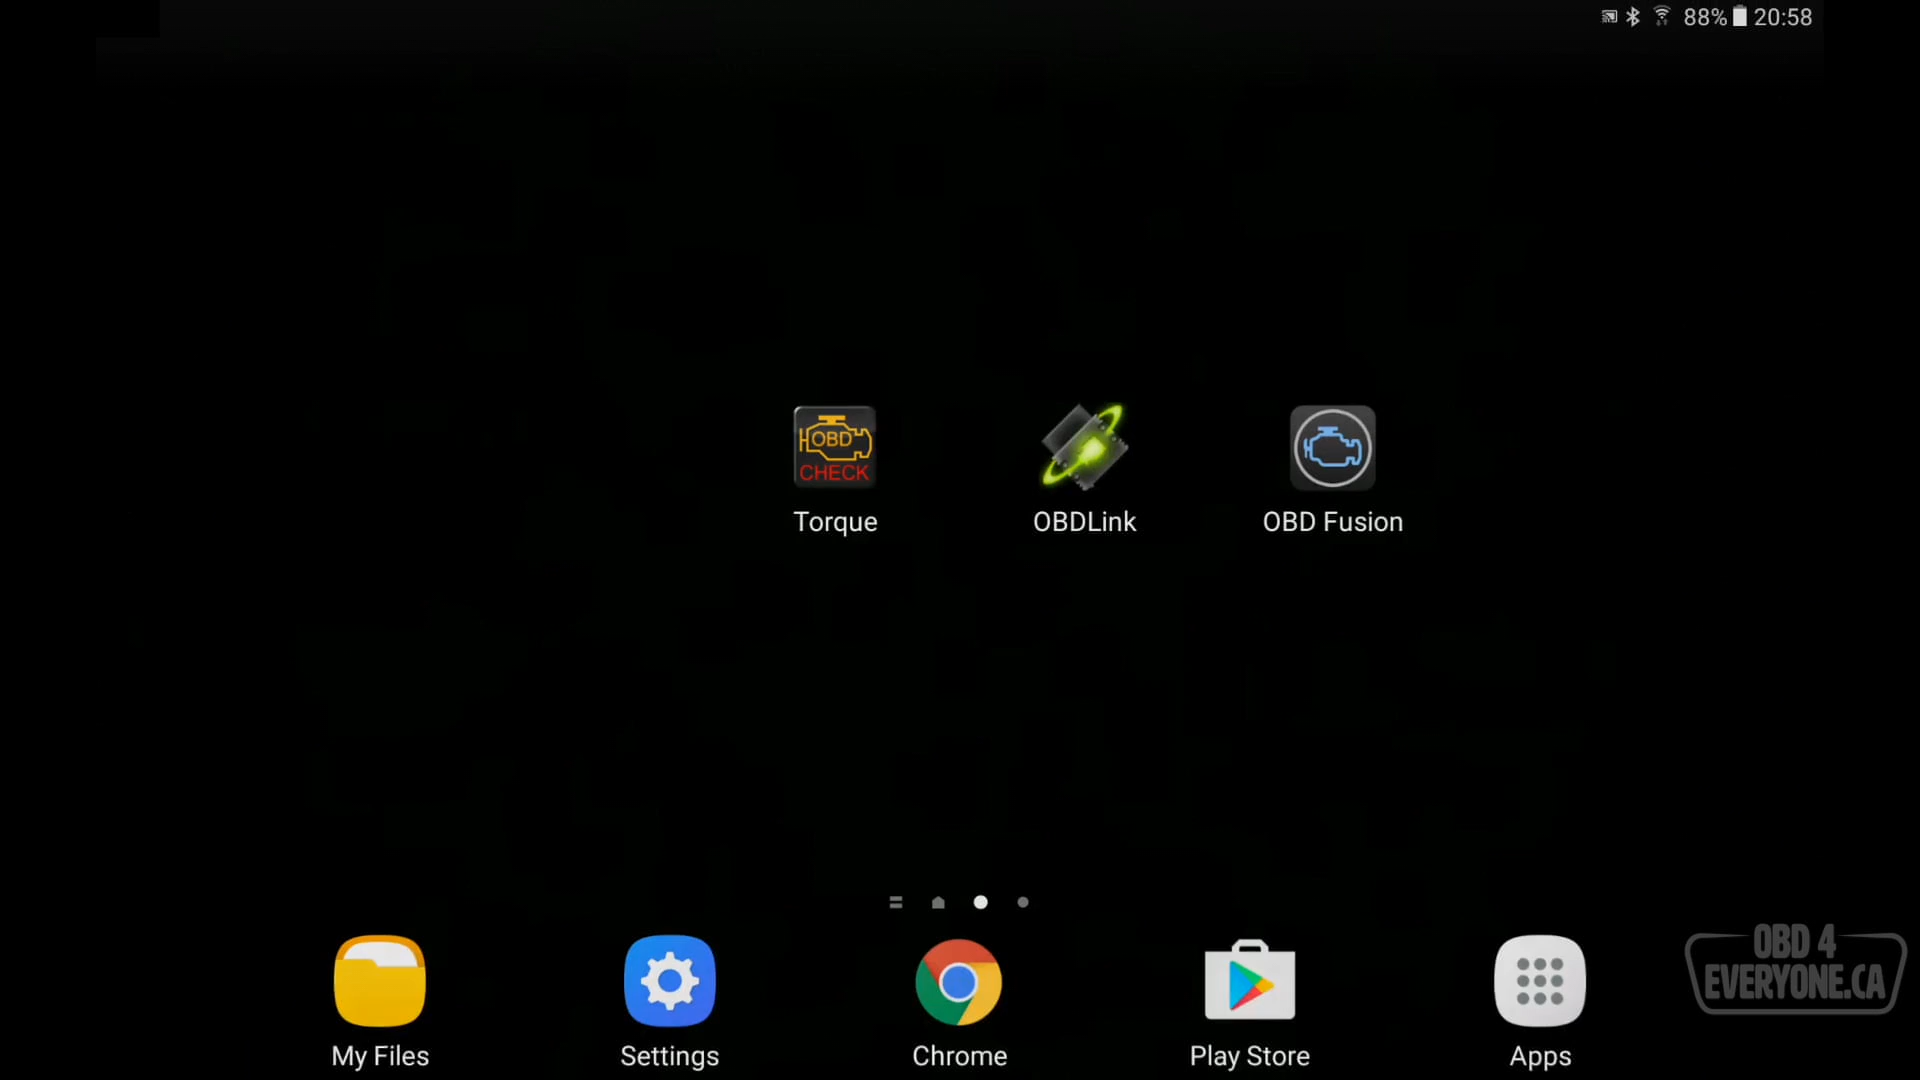 88% 20:58
OBD
CHECK
Torque
OBDLink
OBD Fusion
My Files
Settings
Chrome
Play Store
Apps
OBD 4
EVERYONE.CA